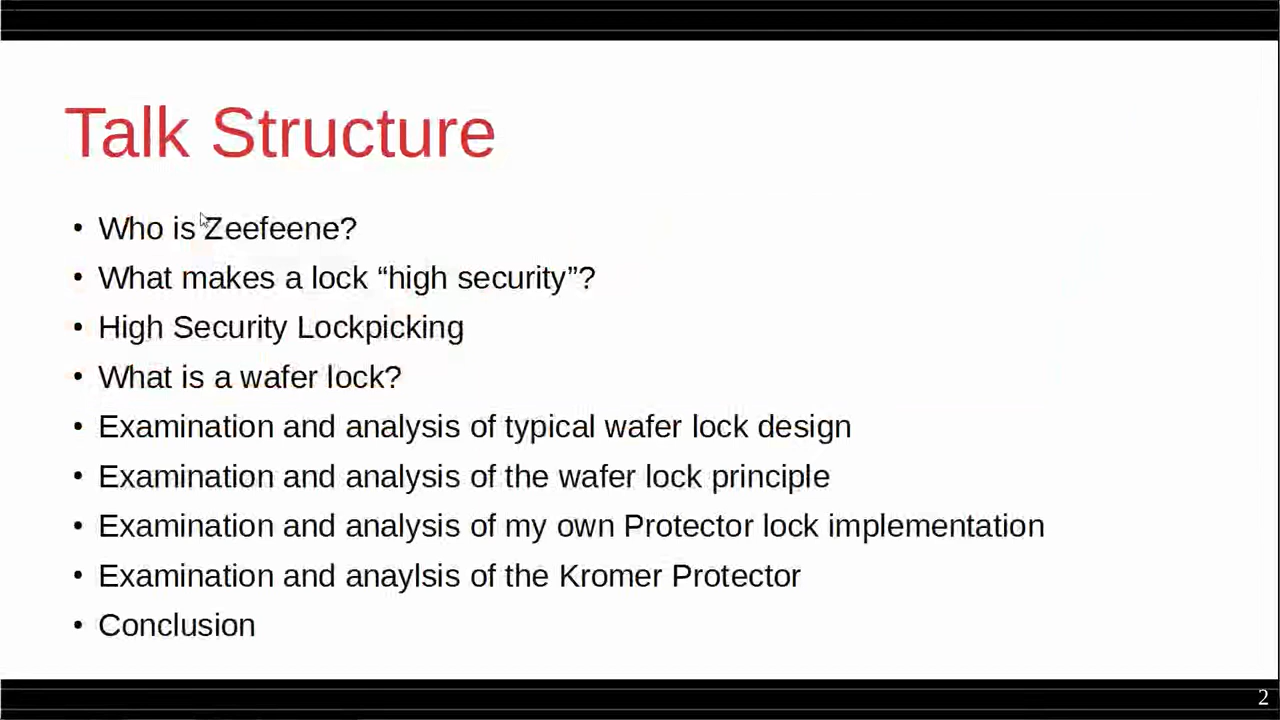 Talk Structure
• Who is Zeefeene?
• What makes a lock “high security”?
• High Security Lockpicking
• What is a wafer lock?
• Examination and analysis of typical wafer lock design
• Examination and analysis of the wafer lock principle
• Examination and analysis of my own Protector lock implementation
• Examination and anaylsis of the Kromer Protector
• Conclusion
2